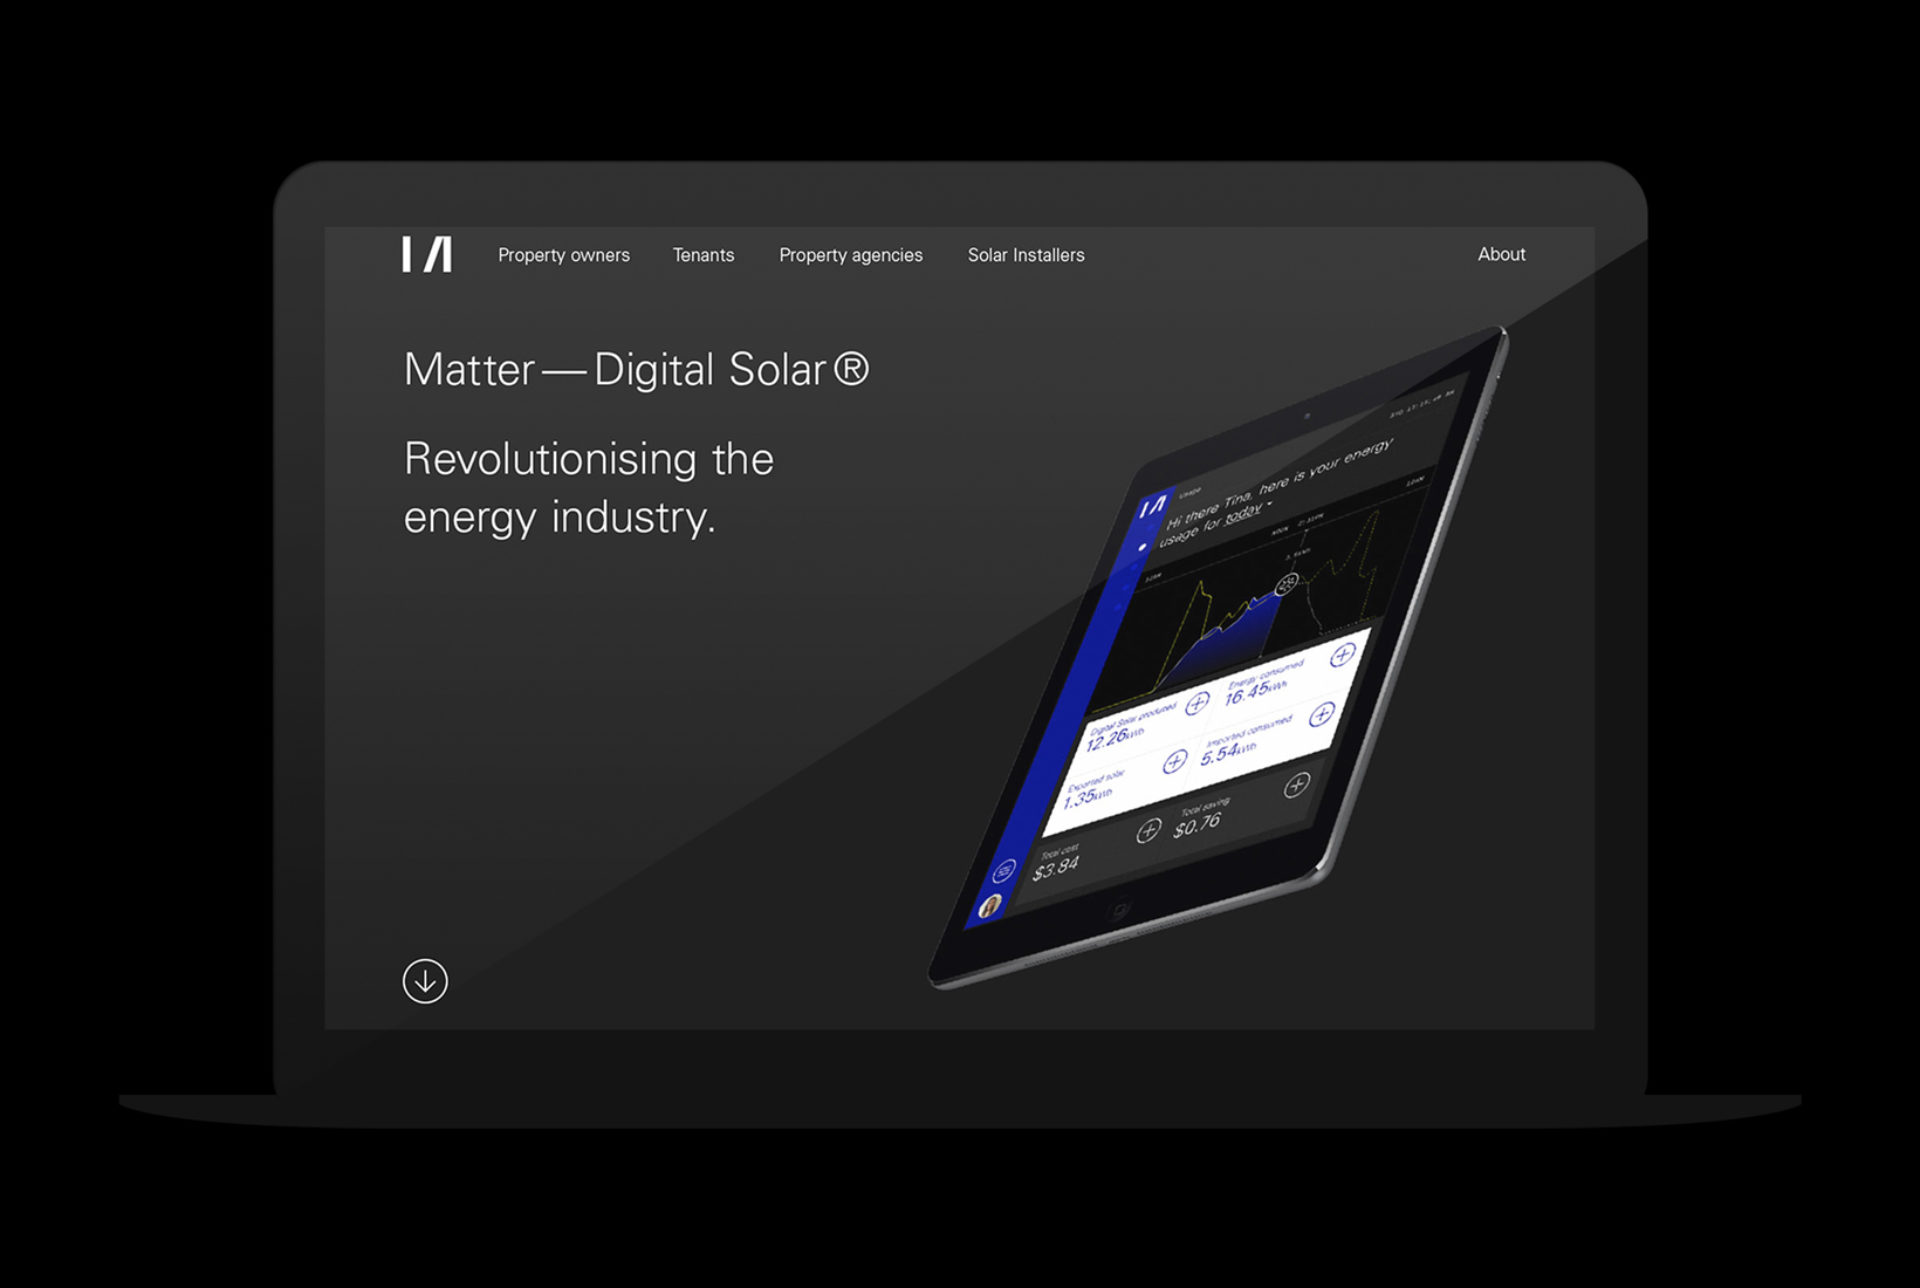 Property owners
Tenants
Property agencies
Solar Installers
About
Matter — Digital Solar®
Revolutionising the
energy industry.
Usage
Hi there Tina, here is your energy
usage for today
NOON
Digital Solar produced
12.26kWh
Energy consumed
16.45kWh
Exported solar
1.35kWh
Imported consumed
5.54kWh
Total cost
$3.84
Total saving
$0.76